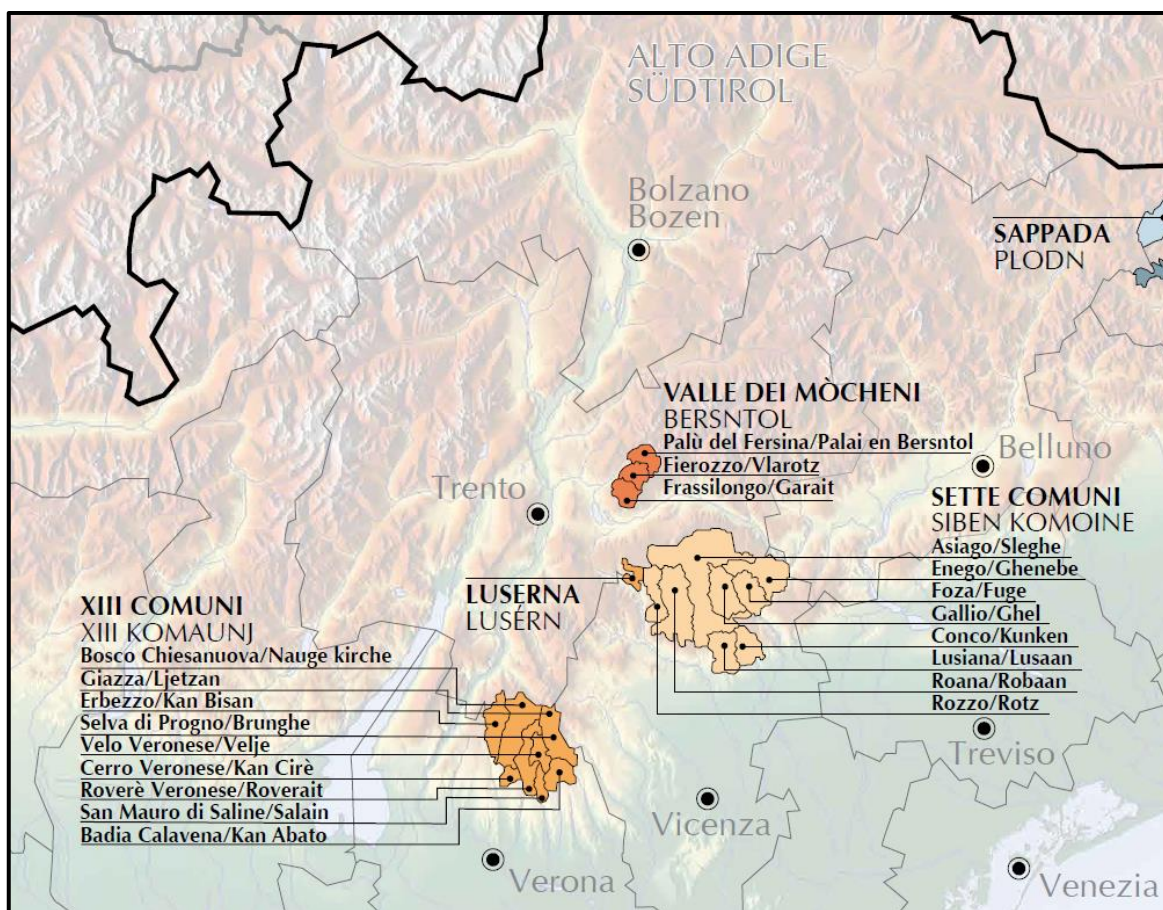 ALTO ADIGE
SÜDTIROL
Bolzano
Bozen
SAPPADA
PLODN
VALLE DEI MÒCHENI
BERSNTOL
Palù del Fersina/Palai en Bersntol
Fierozzo/Vlarotz
Frassilongo/Garait
Belluno
Trento
SETTE COMUNI
SIBEN KOMOINE
Asiago/Sleghe
Enego/Ghenebe
Foza/Fuge
Gallio/Ghel
Conco/Kunken
Lusiana/Lusaan
Roana/Robaan
Rozzo/Rotz
LUSERNA
LUSÉRN
XIII COMUNI
XIII KOMAUNJ
Bosco Chiesanuova/Nauge kirche
Giazza/Ljetzan
Erbezzo/Kan Bisan
Selva di Progno/Brunghe
Velo Veronese/Velje
Cerro Veronese/Kan Cirè
Roverè Veronese/Roverait
San Mauro di Saline/Salain
Badia Calavena/Kan Abato
Treviso
Vicenza
Verona
Venezia